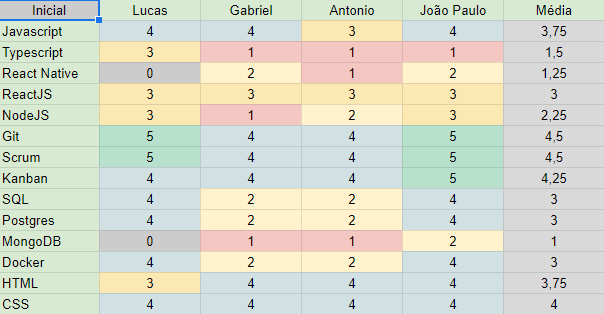 Inicial Lucas Gabriel Antonio João Paulo Média
Javascript 4 4 3 4 3,75
Typescript 3 1 1 1 1,5
React Native 0 2 1 2 1,25
ReactJS 3 3 3 3 3
NodeJS 3 1 2 3 2,25
Git 5 4 4 5 4,5
Scrum 5 4 4 5 4,5
Kanban 4 4 4 5 4,25
SQL 4 2 2 4 3
Postgres 4 2 2 4 3
MongoDB 0 1 1 2 1
Docker 4 2 2 4 3
HTML 3 4 4 4 3,75
CSS 4 4 4 4 4